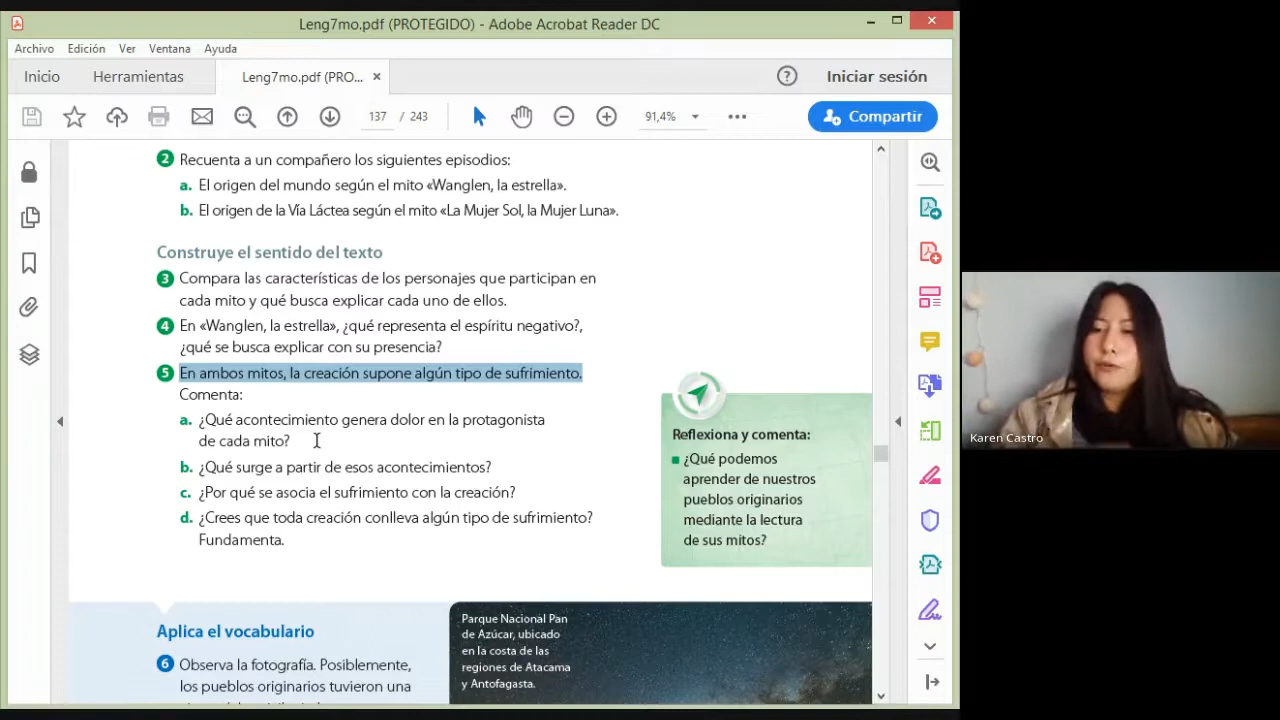 Leng7mo.pdf (PROTEGIDO) - Adobe Acrobat Reader DC
Archivo Edición Ver Ventana Ayuda
Inicio Herramientas Leng7mo.pdf (PRO... × Iniciar sesión
137 / 243 91,4% Compartir
2 Recuenta a un compañero los siguientes episodios:
a. El origen del mundo según el mito «Wanglen, la estrella».
b. El origen de la Vía Láctea según el mito «La Mujer Sol, la Mujer Luna».
Construye el sentido del texto
3 Compara las características de los personajes que participan en
cada mito y qué busca explicar cada uno de ellos.
4 En «Wanglen, la estrella», ¿qué representa el espíritu negativo?,
¿qué se busca explicar con su presencia?
5 En ambos mitos, la creación supone algún tipo de sufrimiento.
Comenta:
a. ¿Qué acontecimiento genera dolor en la protagonista
de cada mito?
b. ¿Qué surge a partir de esos acontecimientos?
c. ¿Por qué se asocia el sufrimiento con la creación?
d. ¿Crees que toda creación conlleva algún tipo de sufrimiento?
Fundamenta.
Reflexiona y comenta:
¿Qué podemos
aprender de nuestros
pueblos originarios
mediante la lectura
de sus mitos?
Aplica el vocabulario
6 Observa la fotografía. Posiblemente,
los pueblos originarios tuvieron una
Parque Nacional Pan
de Azúcar, ubicado
en la costa de las
regiones de Atacama
y Antofagasta.
Karen Castro